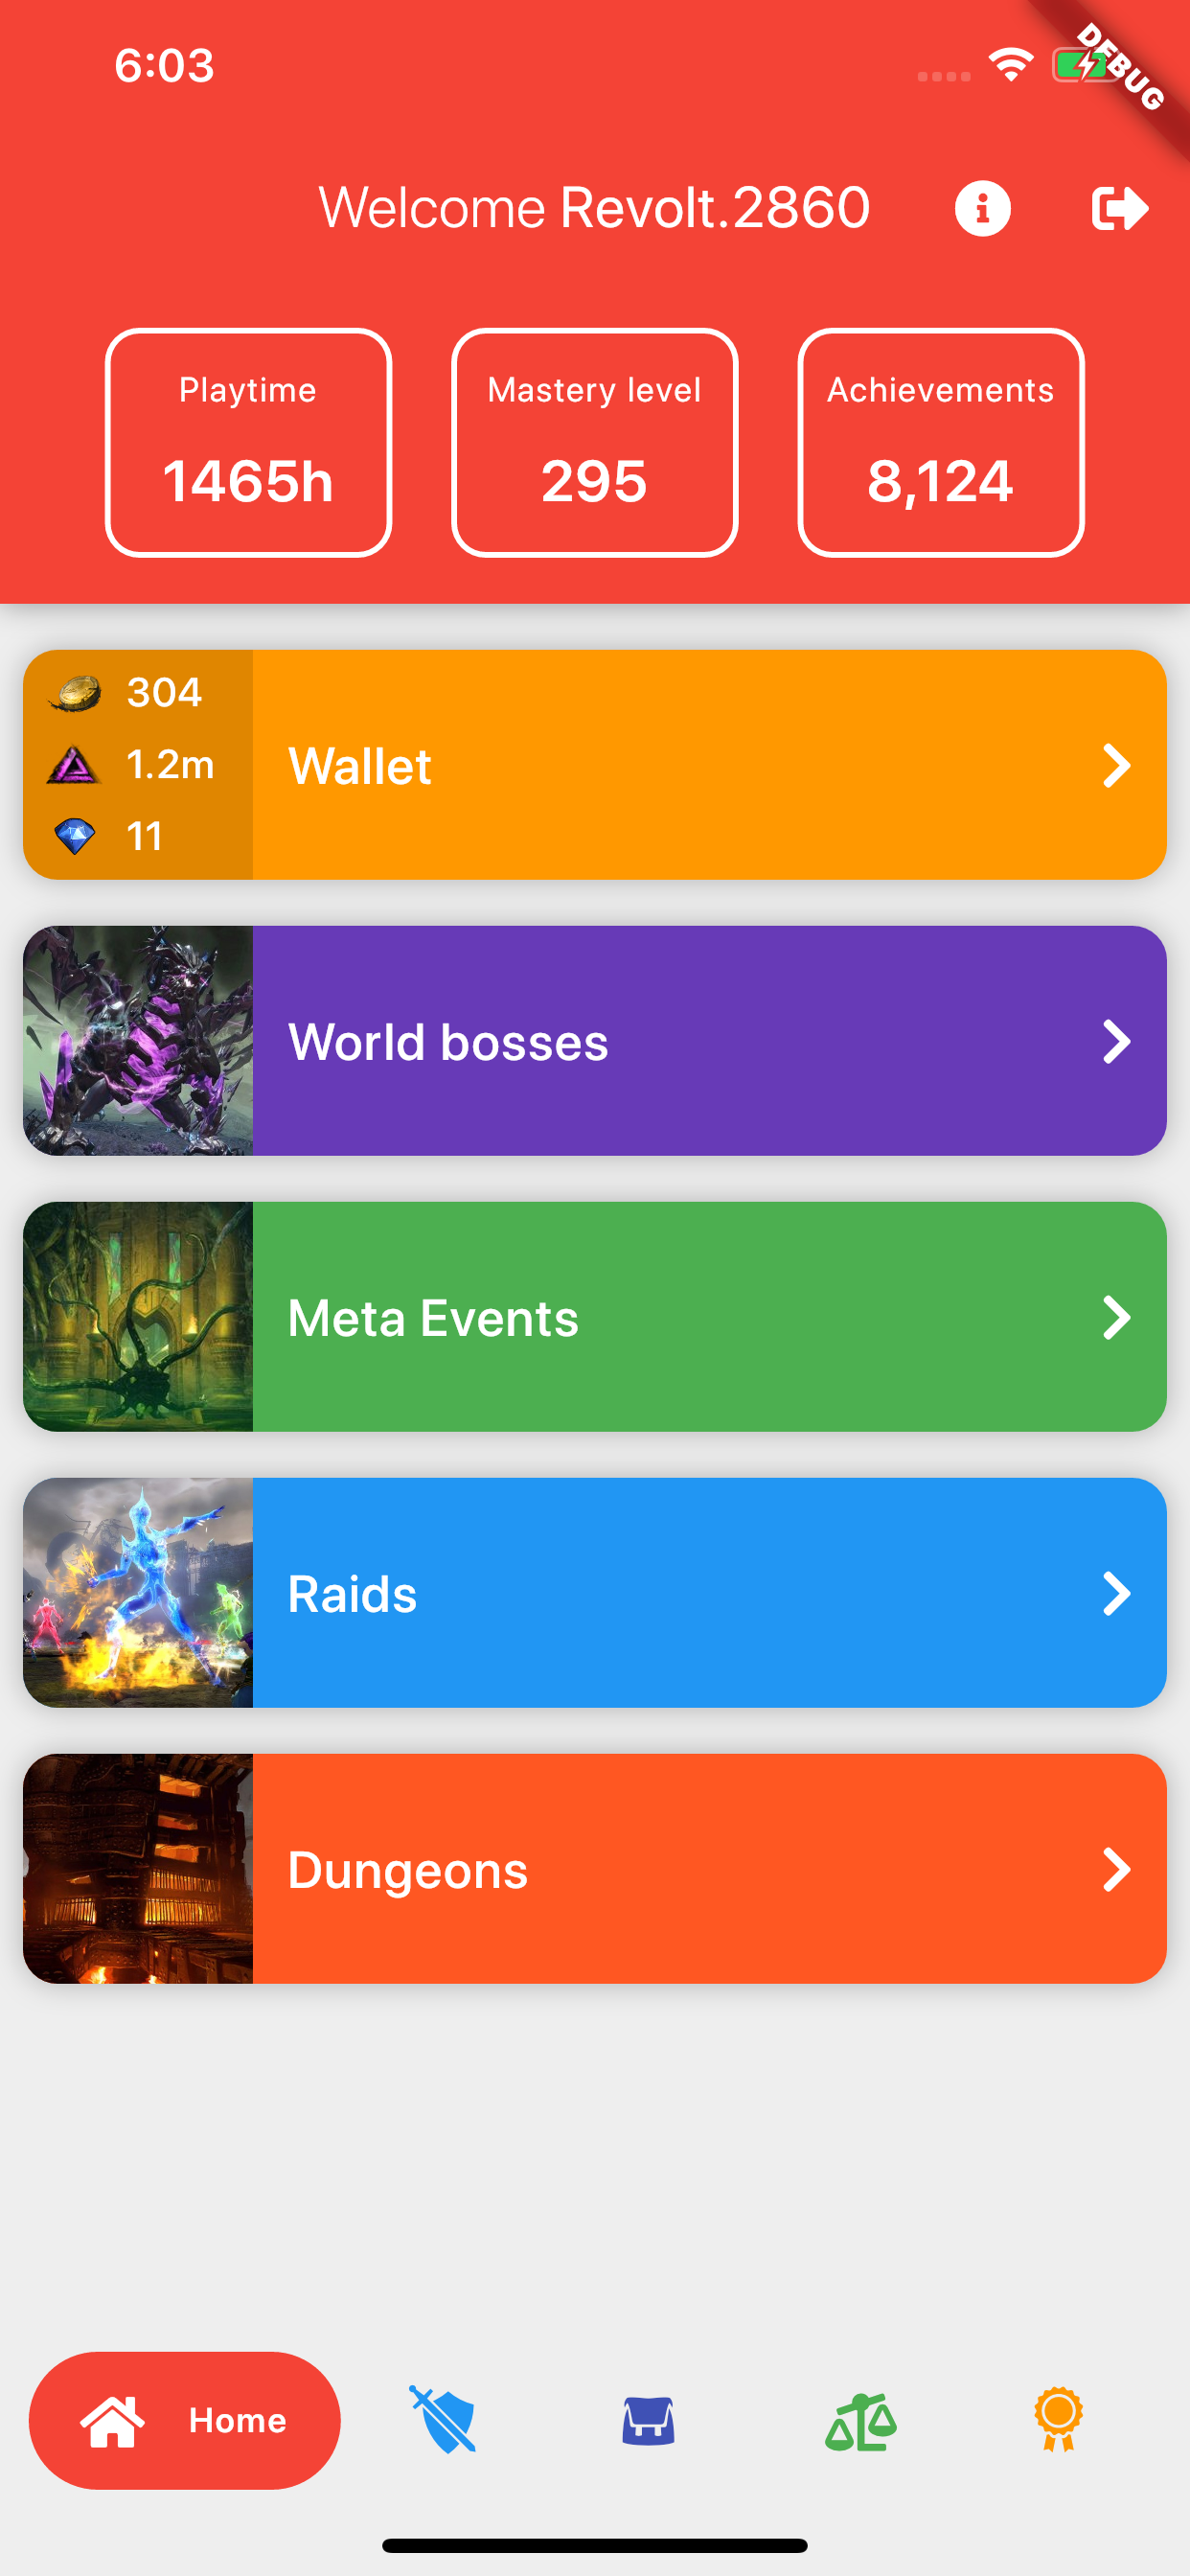 6:03
DEBUG
Welcome Revolt.2860
Playtime
1465h
Mastery level
295
Achievements
8,124
304
1.2m
11
Wallet
World bosses
Meta Events
Raids
Dungeons
Home